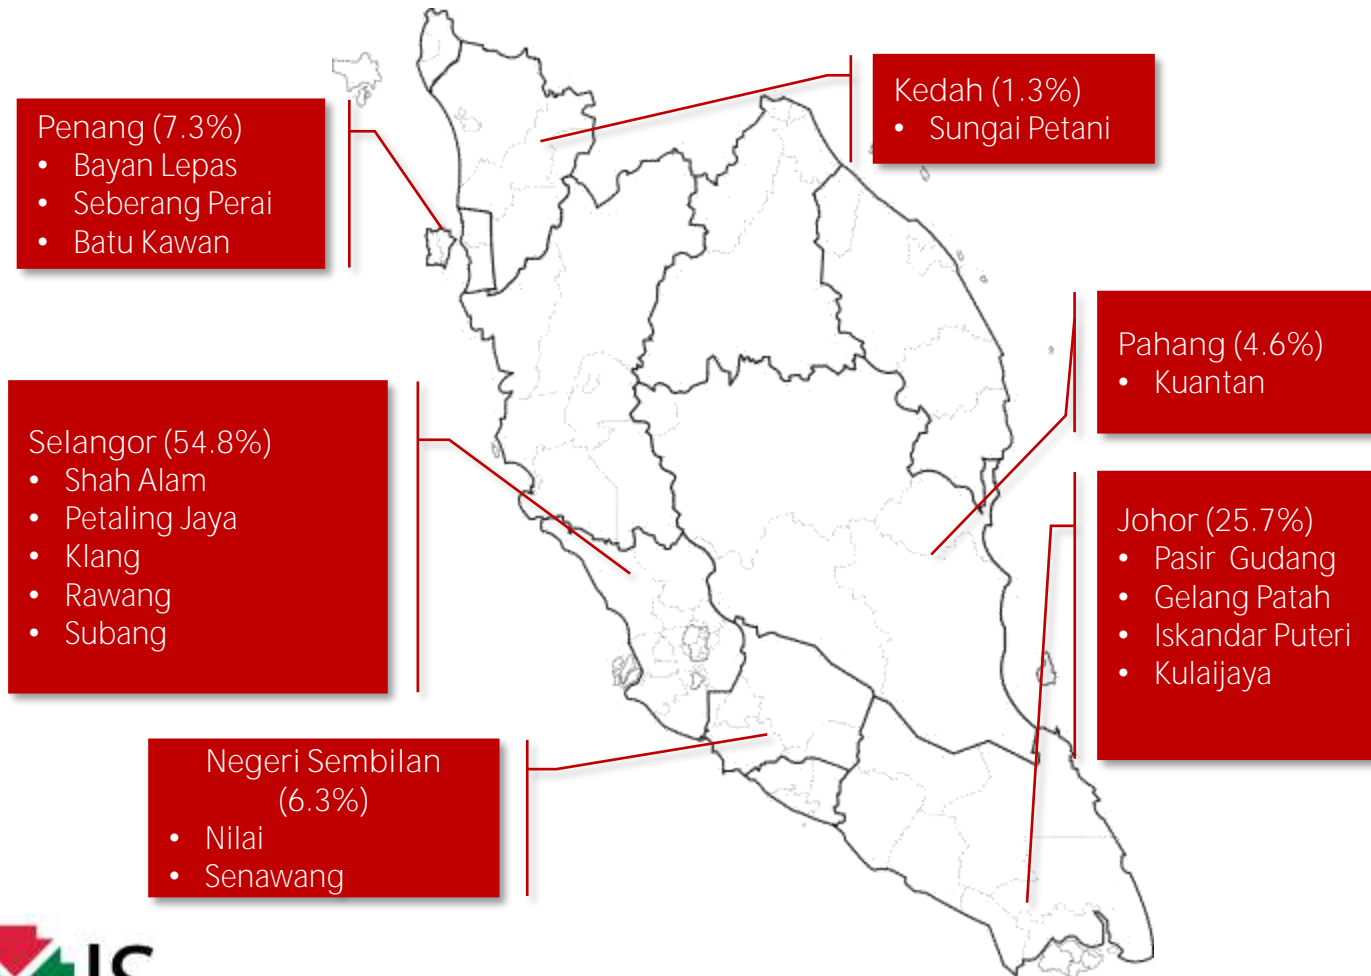 Kedah (1.3%)
• Sungai Petani
Penang (7.3%)
• Bayan Lepas
• Seberang Perai
• Batu Kawan
Pahang (4.6%)
• Kuantan
Selangor (54.8%)
• Shah Alam
• Petaling Jaya
• Klang
• Rawang
• Subang
Johor (25.7%)
• Pasir Gudang
• Gelang Patah
• Iskandar Puteri
• Kulaijaya
Negeri Sembilan
(6.3%)
• Nilai
• Senawang